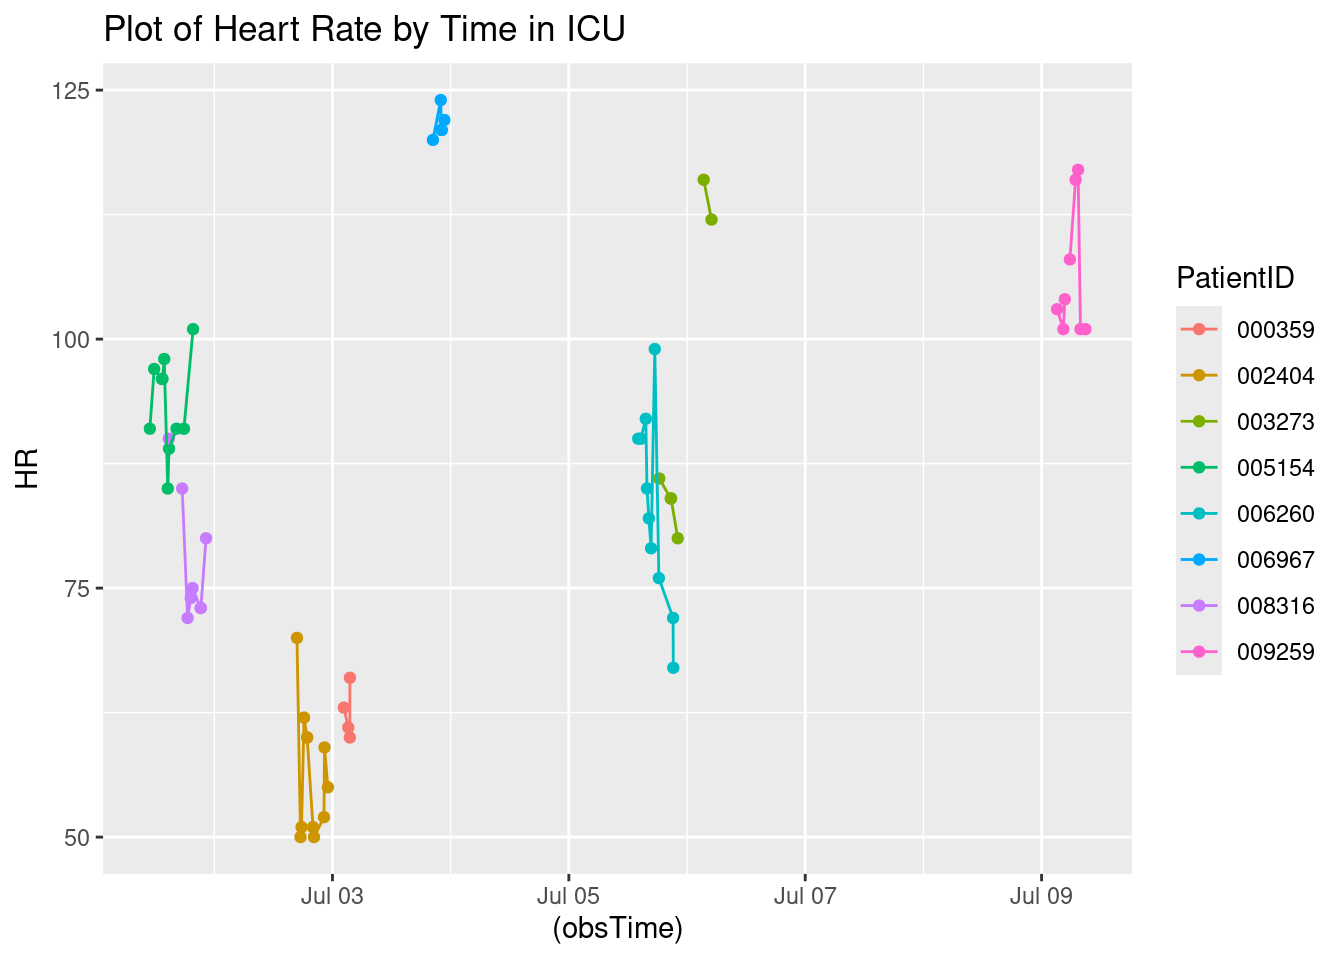 Plot of Heart Rate by Time in ICU
125
100
75
50
HR
Jul 03 Jul 05 Jul 07 Jul 09
(obsTime)
PatientID
000359
002404
003273
005154
006260
006967
008316
009259